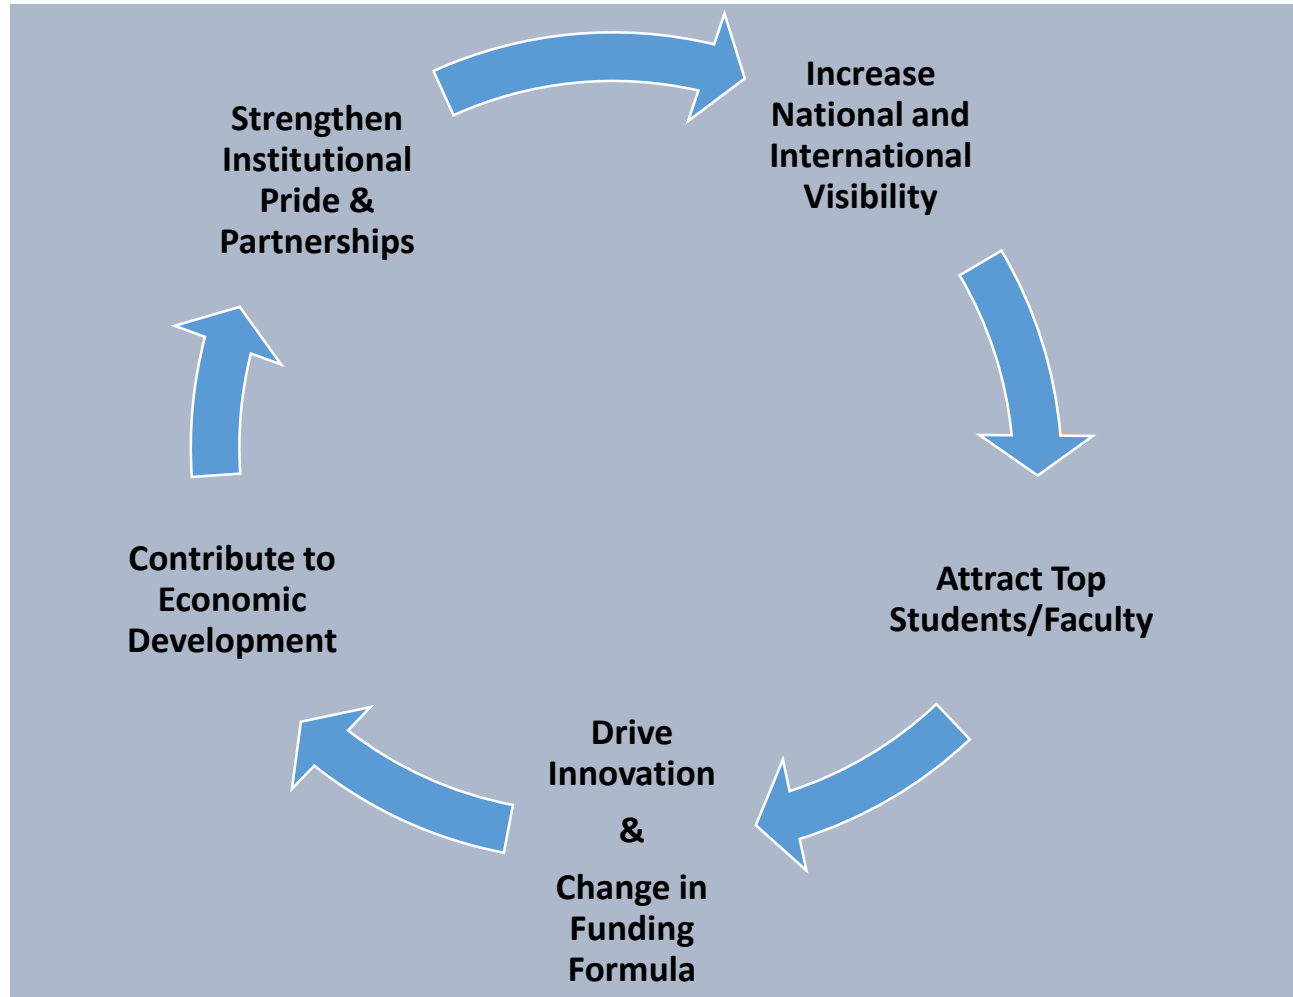 Increase
National and
International
Visibility
Attract Top
Students/Faculty
Drive
Innovation
&
Change in
Funding
Formula
Contribute to
Economic
Development
Strengthen
Institutional
Pride &
Partnerships